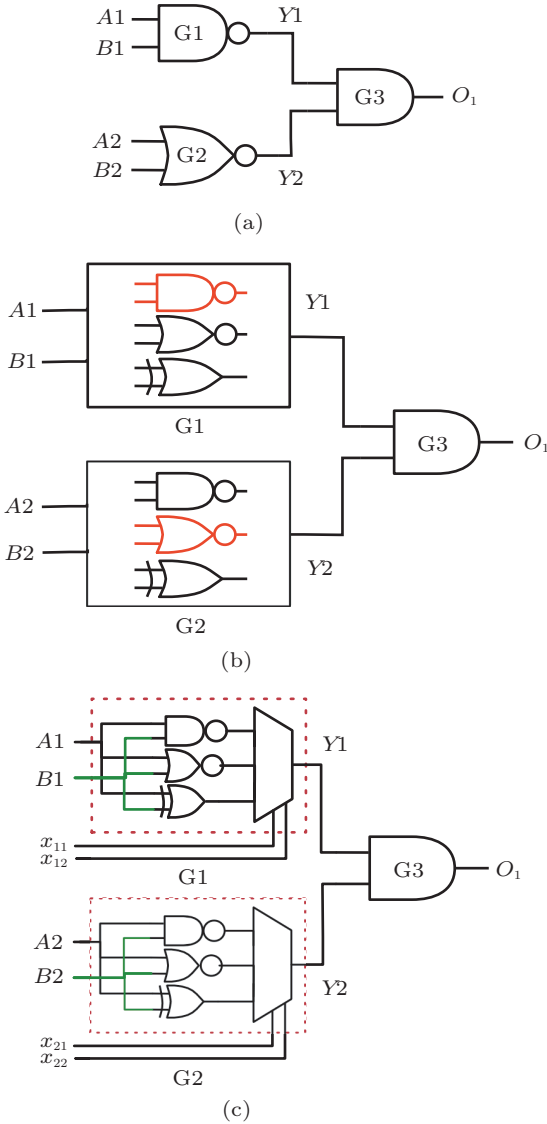 A1
G1
Y1
B1
G3
O₁
A2
G2
B2
Y2
(a)
A1
Y1
B1
G1
G3
O₁
A2
B2
Y2
G2
(b)
A1
Y1
B1
x₁₁
x₁₂
G1
G3
O₁
A2
B2
Y2
x₂₁
x₂₂
G2
(c)